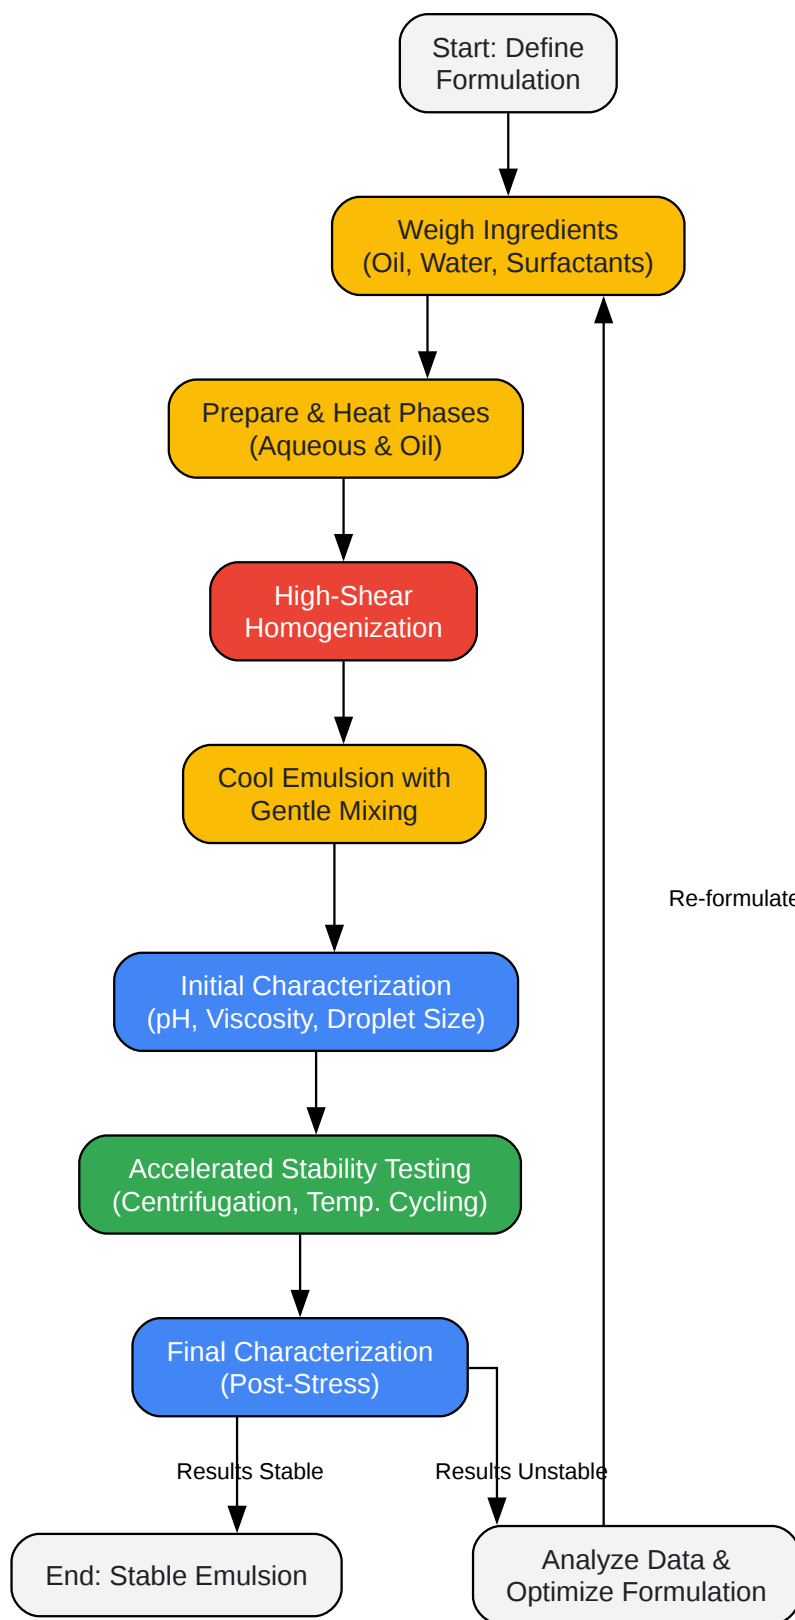 Start: Define
Formulation
Weigh Ingredients
(Oil, Water, Surfactants)
Prepare & Heat Phases
(Aqueous & Oil)
High-Shear
Homogenization
Cool Emulsion with
Gentle Mixing
Re-formulate
Initial Characterization
(pH, Viscosity, Droplet Size)
Accelerated Stability Testing
(Centrifugation, Temp. Cycling)
Final Characterization
(Post-Stress)
Results Stable
Results Unstable
End: Stable Emulsion
Analyze Data &
Optimize Formulation